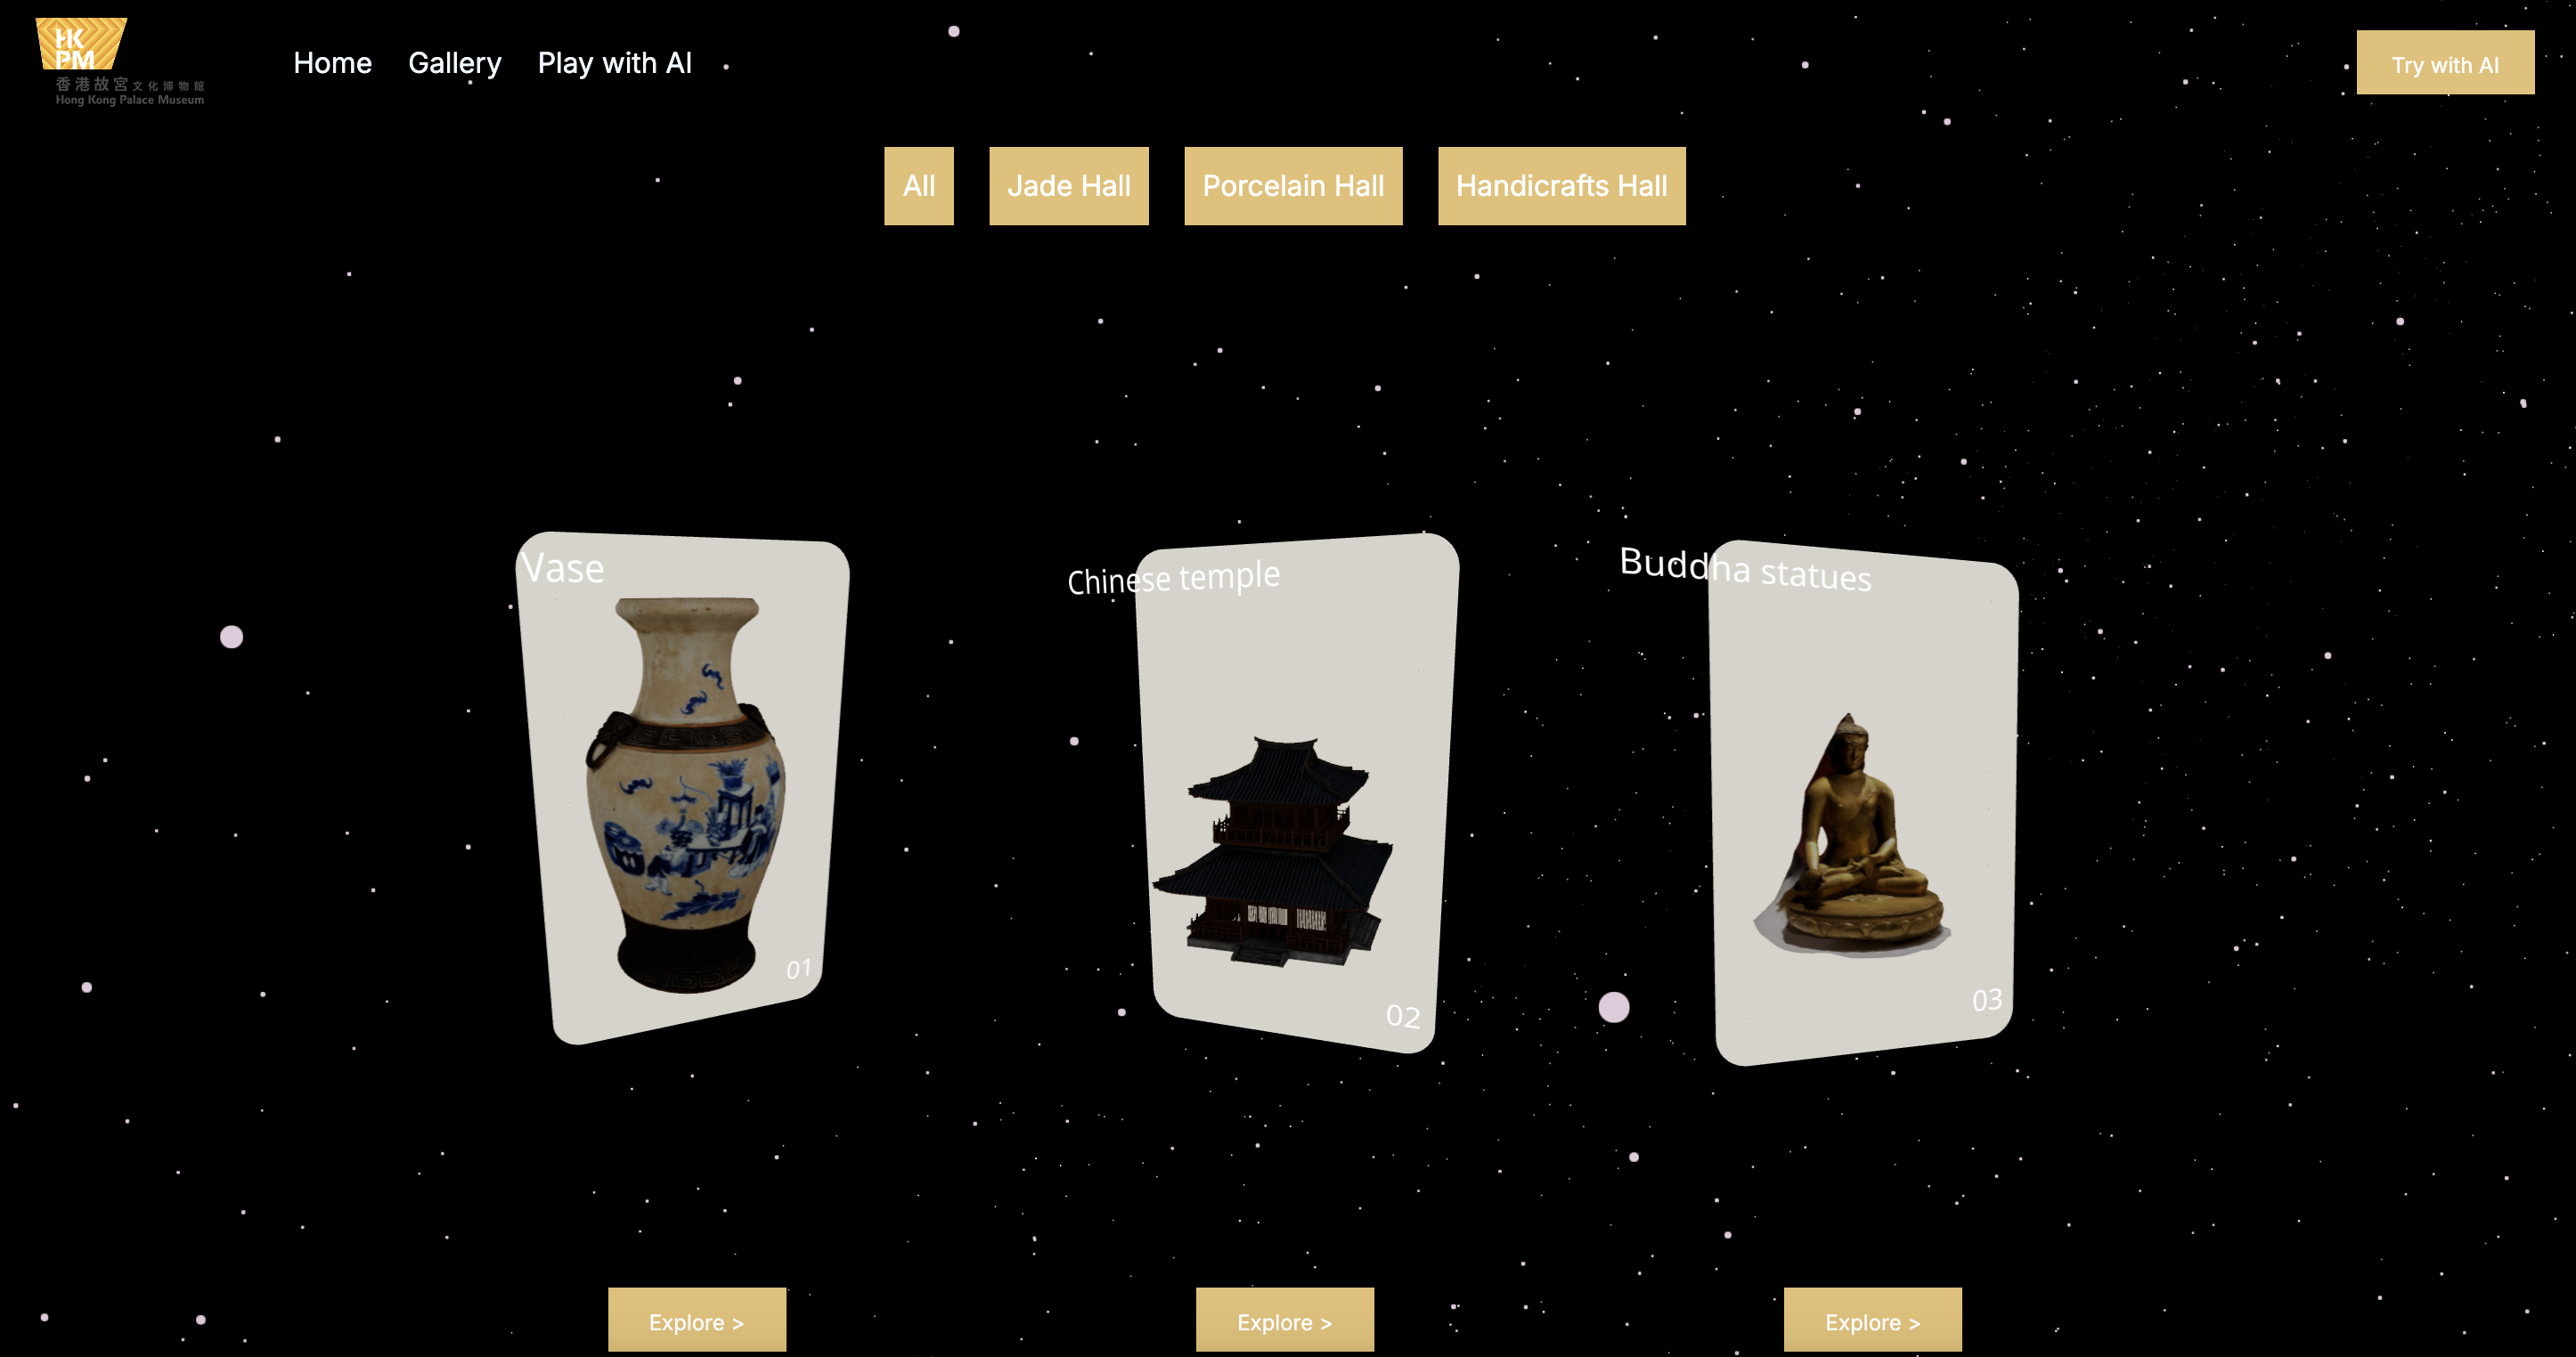 HK
PM
香港故宮文化博物館
Hong Kong Palace Museum
Home Gallery Play with AI
Try with AI
All Jade Hall Porcelain Hall Handicrafts Hall
Vase
Chinese temple
Buddha statues
01
02
03
Explore > Explore > Explore >